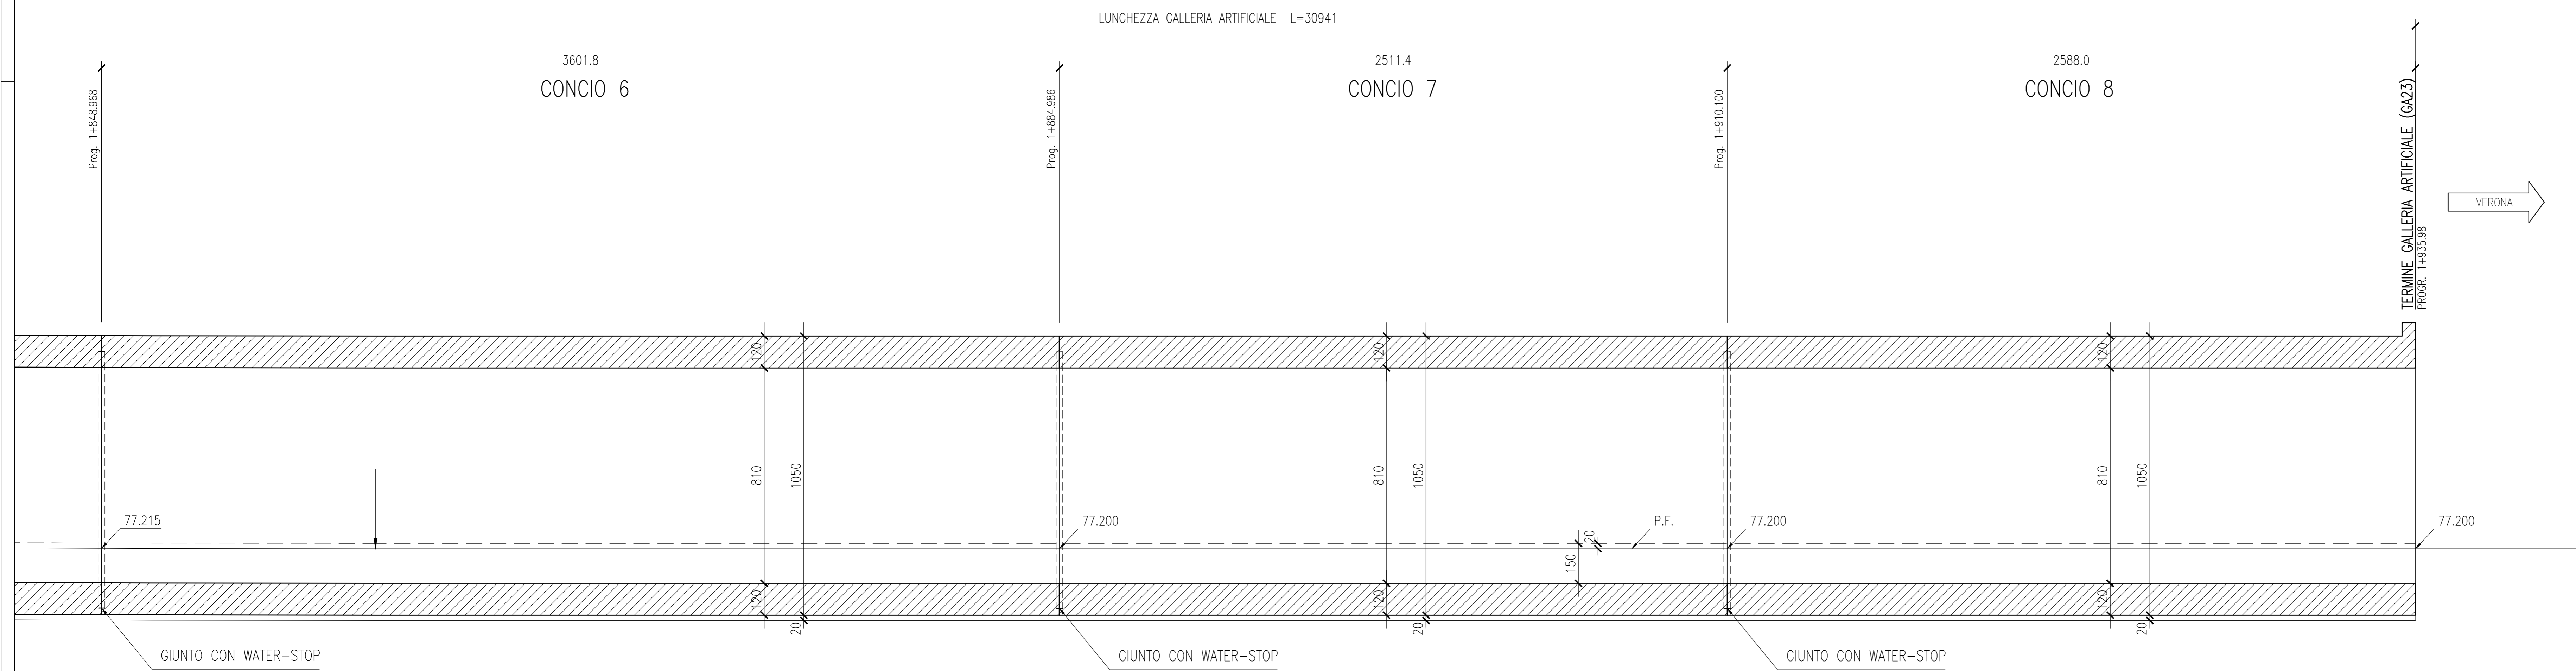 LUNGHEZZA GALLERIA ARTIFICIALE L=30941
3601.8
2511.4
2588.0
CONCIO 6
CONCIO 7
CONCIO 8
Prog. 1+848.968
Prog. 1+884.986
Prog. 1+910.100
TERMINE GALLERIA ARTIFICIALE (GA23)
PROGR. 1+935.98
VERONA
120
120
120
810
1050
810
1050
810
1050
77.215
77.200
P.F.
77.200
77.200
20
150
120
120
120
20
20
20
GIUNTO CON WATER-STOP
GIUNTO CON WATER-STOP
GIUNTO CON WATER-STOP